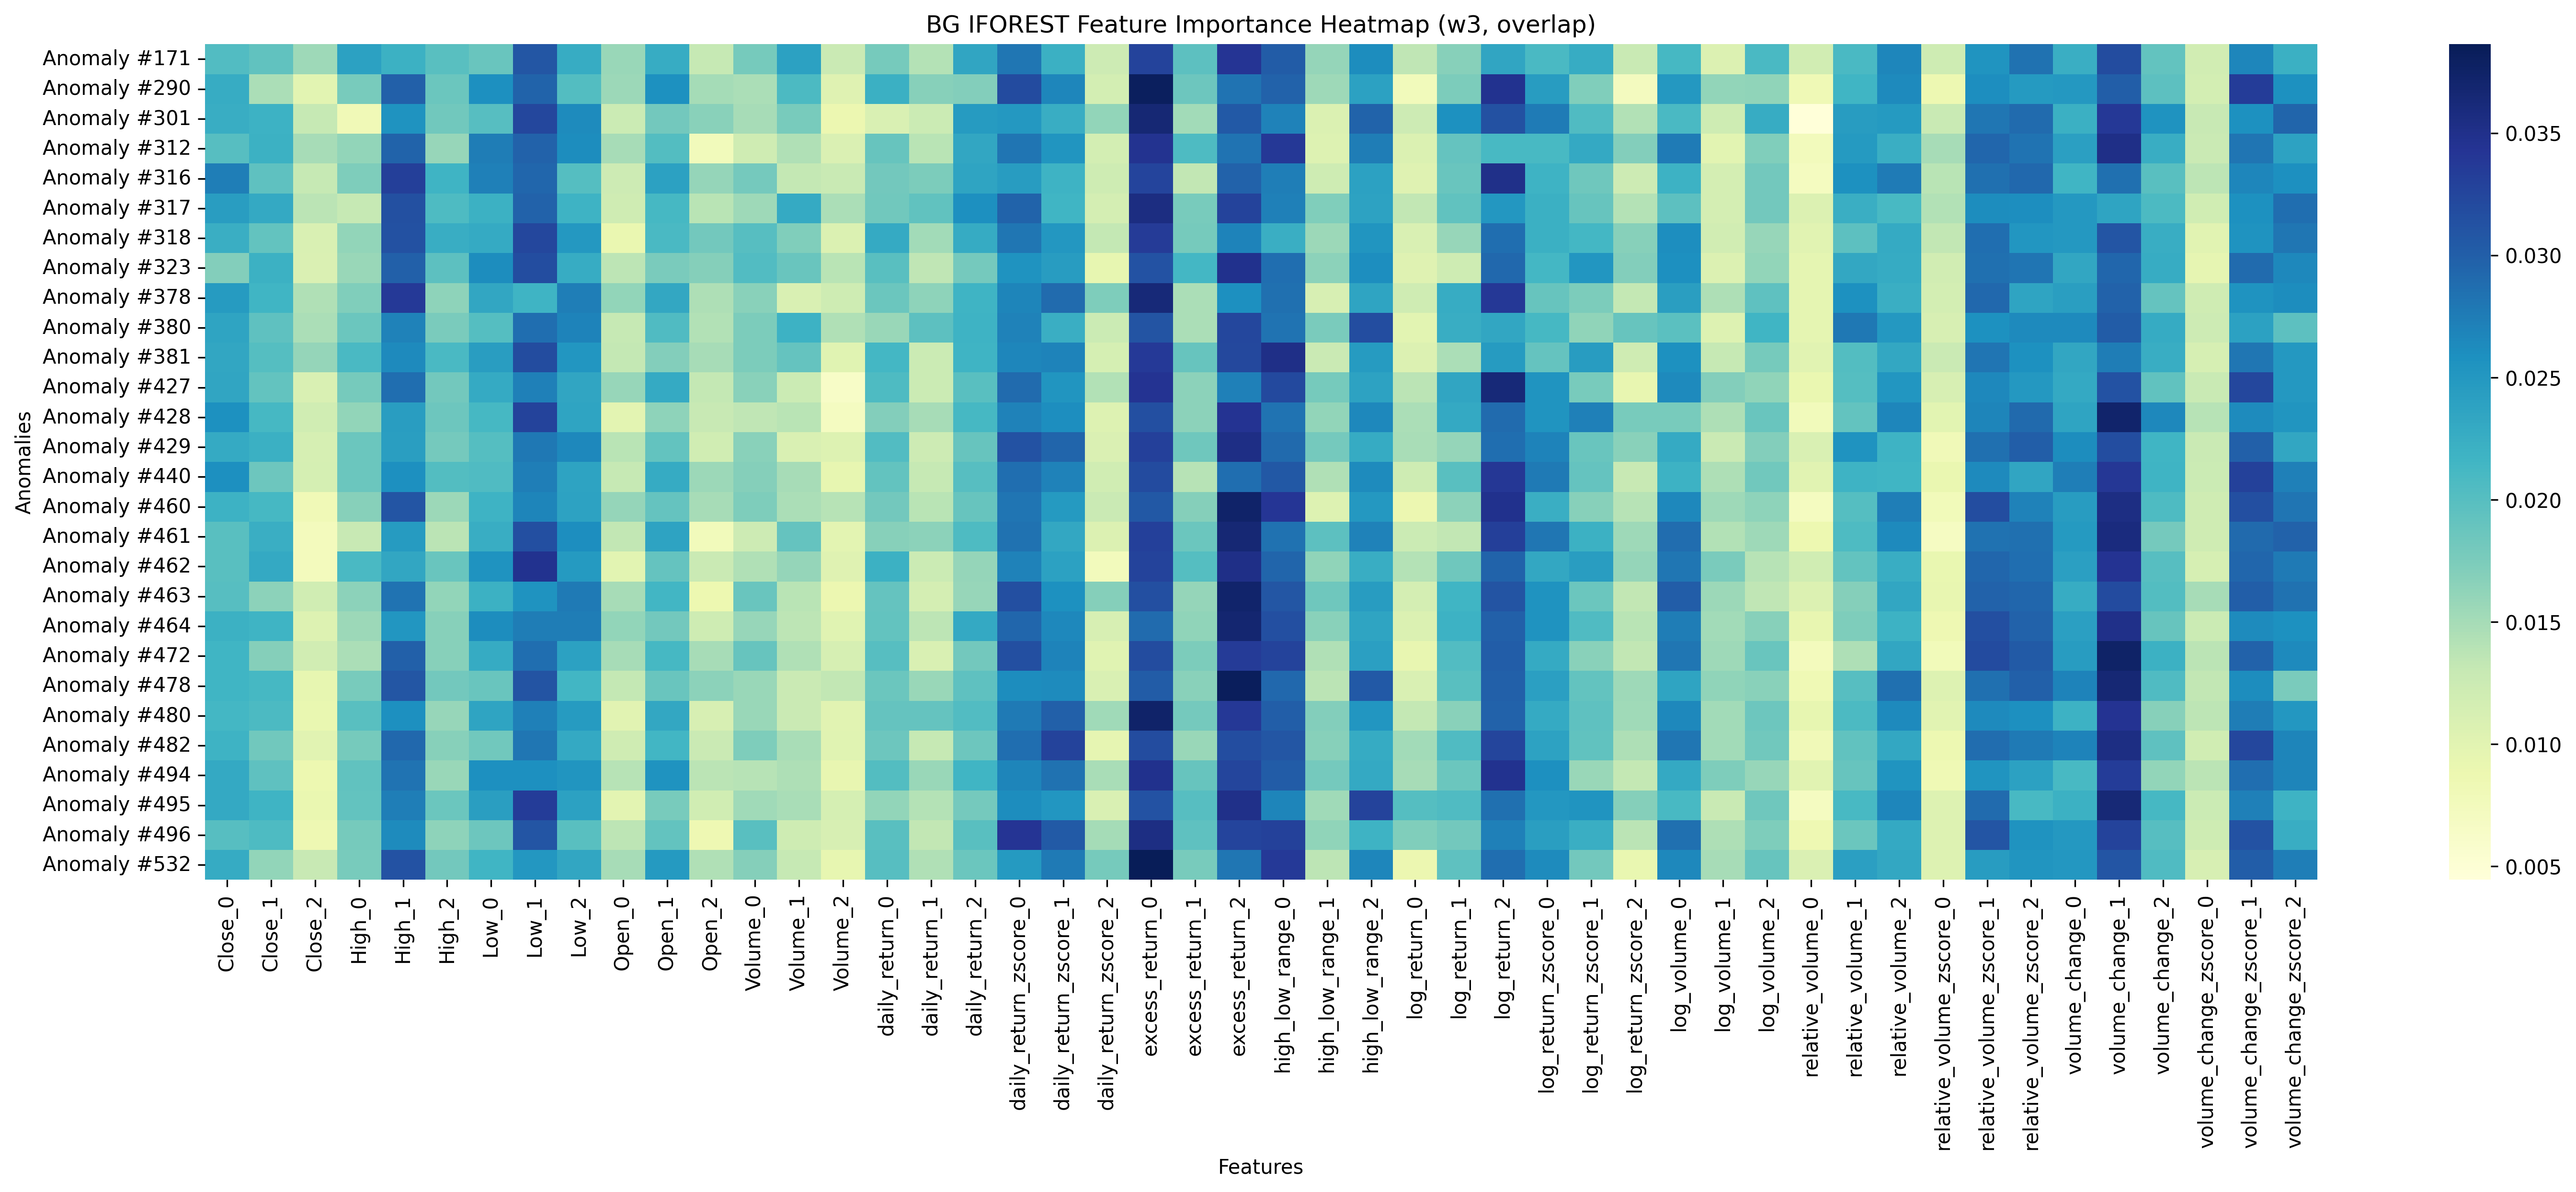 BG IFOREST Feature Importance Heatmap (w3, overlap)
Anomalies
Anomaly #171
Anomaly #290
Anomaly #301
Anomaly #312
Anomaly #316
Anomaly #317
Anomaly #318
Anomaly #323
Anomaly #378
Anomaly #380
Anomaly #381
Anomaly #427
Anomaly #428
Anomaly #429
Anomaly #440
Anomaly #460
Anomaly #461
Anomaly #462
Anomaly #463
Anomaly #464
Anomaly #472
Anomaly #478
Anomaly #480
Anomaly #482
Anomaly #494
Anomaly #495
Anomaly #496
Anomaly #532
Close_0
Close_1
Close_2
High_0
High_1
High_2
Low_0
Low_1
Low_2
Open_0
Open_1
Open_2
Volume_0
Volume_1
Volume_2
daily_return_0
daily_return_1
daily_return_2
daily_return_zscore_0
daily_return_zscore_1
daily_return_zscore_2
excess_return_0
excess_return_1
excess_return_2
high_low_range_0
high_low_range_1
high_low_range_2
log_return_0
log_return_1
log_return_2
log_return_zscore_0
log_return_zscore_1
log_return_zscore_2
log_volume_0
log_volume_1
log_volume_2
relative_volume_0
relative_volume_1
relative_volume_2
relative_volume_zscore_0
relative_volume_zscore_1
relative_volume_zscore_2
volume_change_0
volume_change_1
volume_change_2
volume_change_zscore_0
volume_change_zscore_1
volume_change_zscore_2
Features
0.035
0.030
0.025
0.020
0.015
0.010
0.005